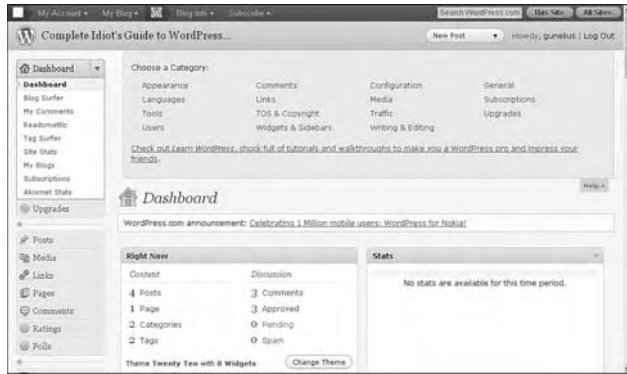 My Account My Blog Blog Info Subscribe Search WordPress.com This Site All Sites
Complete Idiot's Guide to WordPress... New Post Howdy, gunelius | Log Out
Dashboard
Dashboard
Blog Surfer
My Comments
Readomattic
Tag Surfer
Site Stats
My Blogs
Subscriptions
Akismet Stats
Upgrades
Posts
Media
Links
Pages
Comments
Ratings
Polls
Choose a Category:
Appearance Comments Configuration General
Languages Links Media Subscriptions
Tools TOS & Copyright Traffic Upgrades
Users Widgets & Sidebars Writing & Editing
Check out Learn WordPress, chock full of tutorials and walkthroughs to make you a WordPress pro and impress your
friends.
Help
Dashboard
WordPress.com announcement: Celebrating 1 Million mobile users: WordPress for Nokia!
Right Now
Content Discussion
4 Posts 3 Comments
1 Page 3 Approved
2 Categories 0 Pending
2 Tags 0 Spam
Theme Twenty Ten with 0 Widgets Change Theme
Stats
No stats are available for this time period.